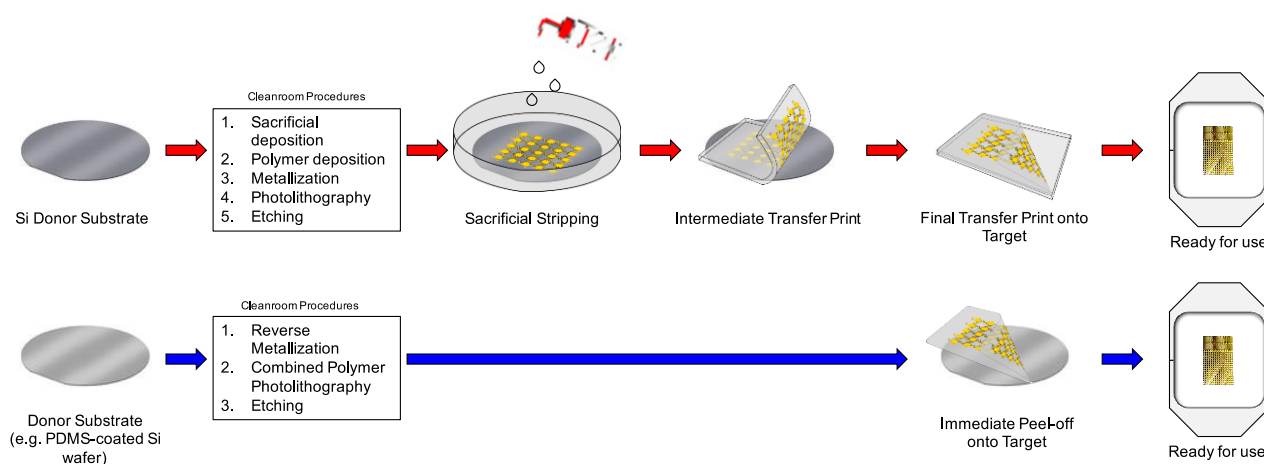 Cleanroom Procedures
1. Sacrificial
deposition
2. Polymer deposition
3. Metallization
4. Photolithography
5. Etching
Si Donor Substrate
Sacrificial Stripping
Intermediate Transfer Print
Final Transfer Print onto
Target
Ready for use
Cleanroom Procedures
1. Reverse
Metallization
2. Combined Polymer
Photolithography
3. Etching
Donor Substrate
(e.g. PDMS-coated Si
wafer)
Immediate Peel-off
onto Target
Ready for use